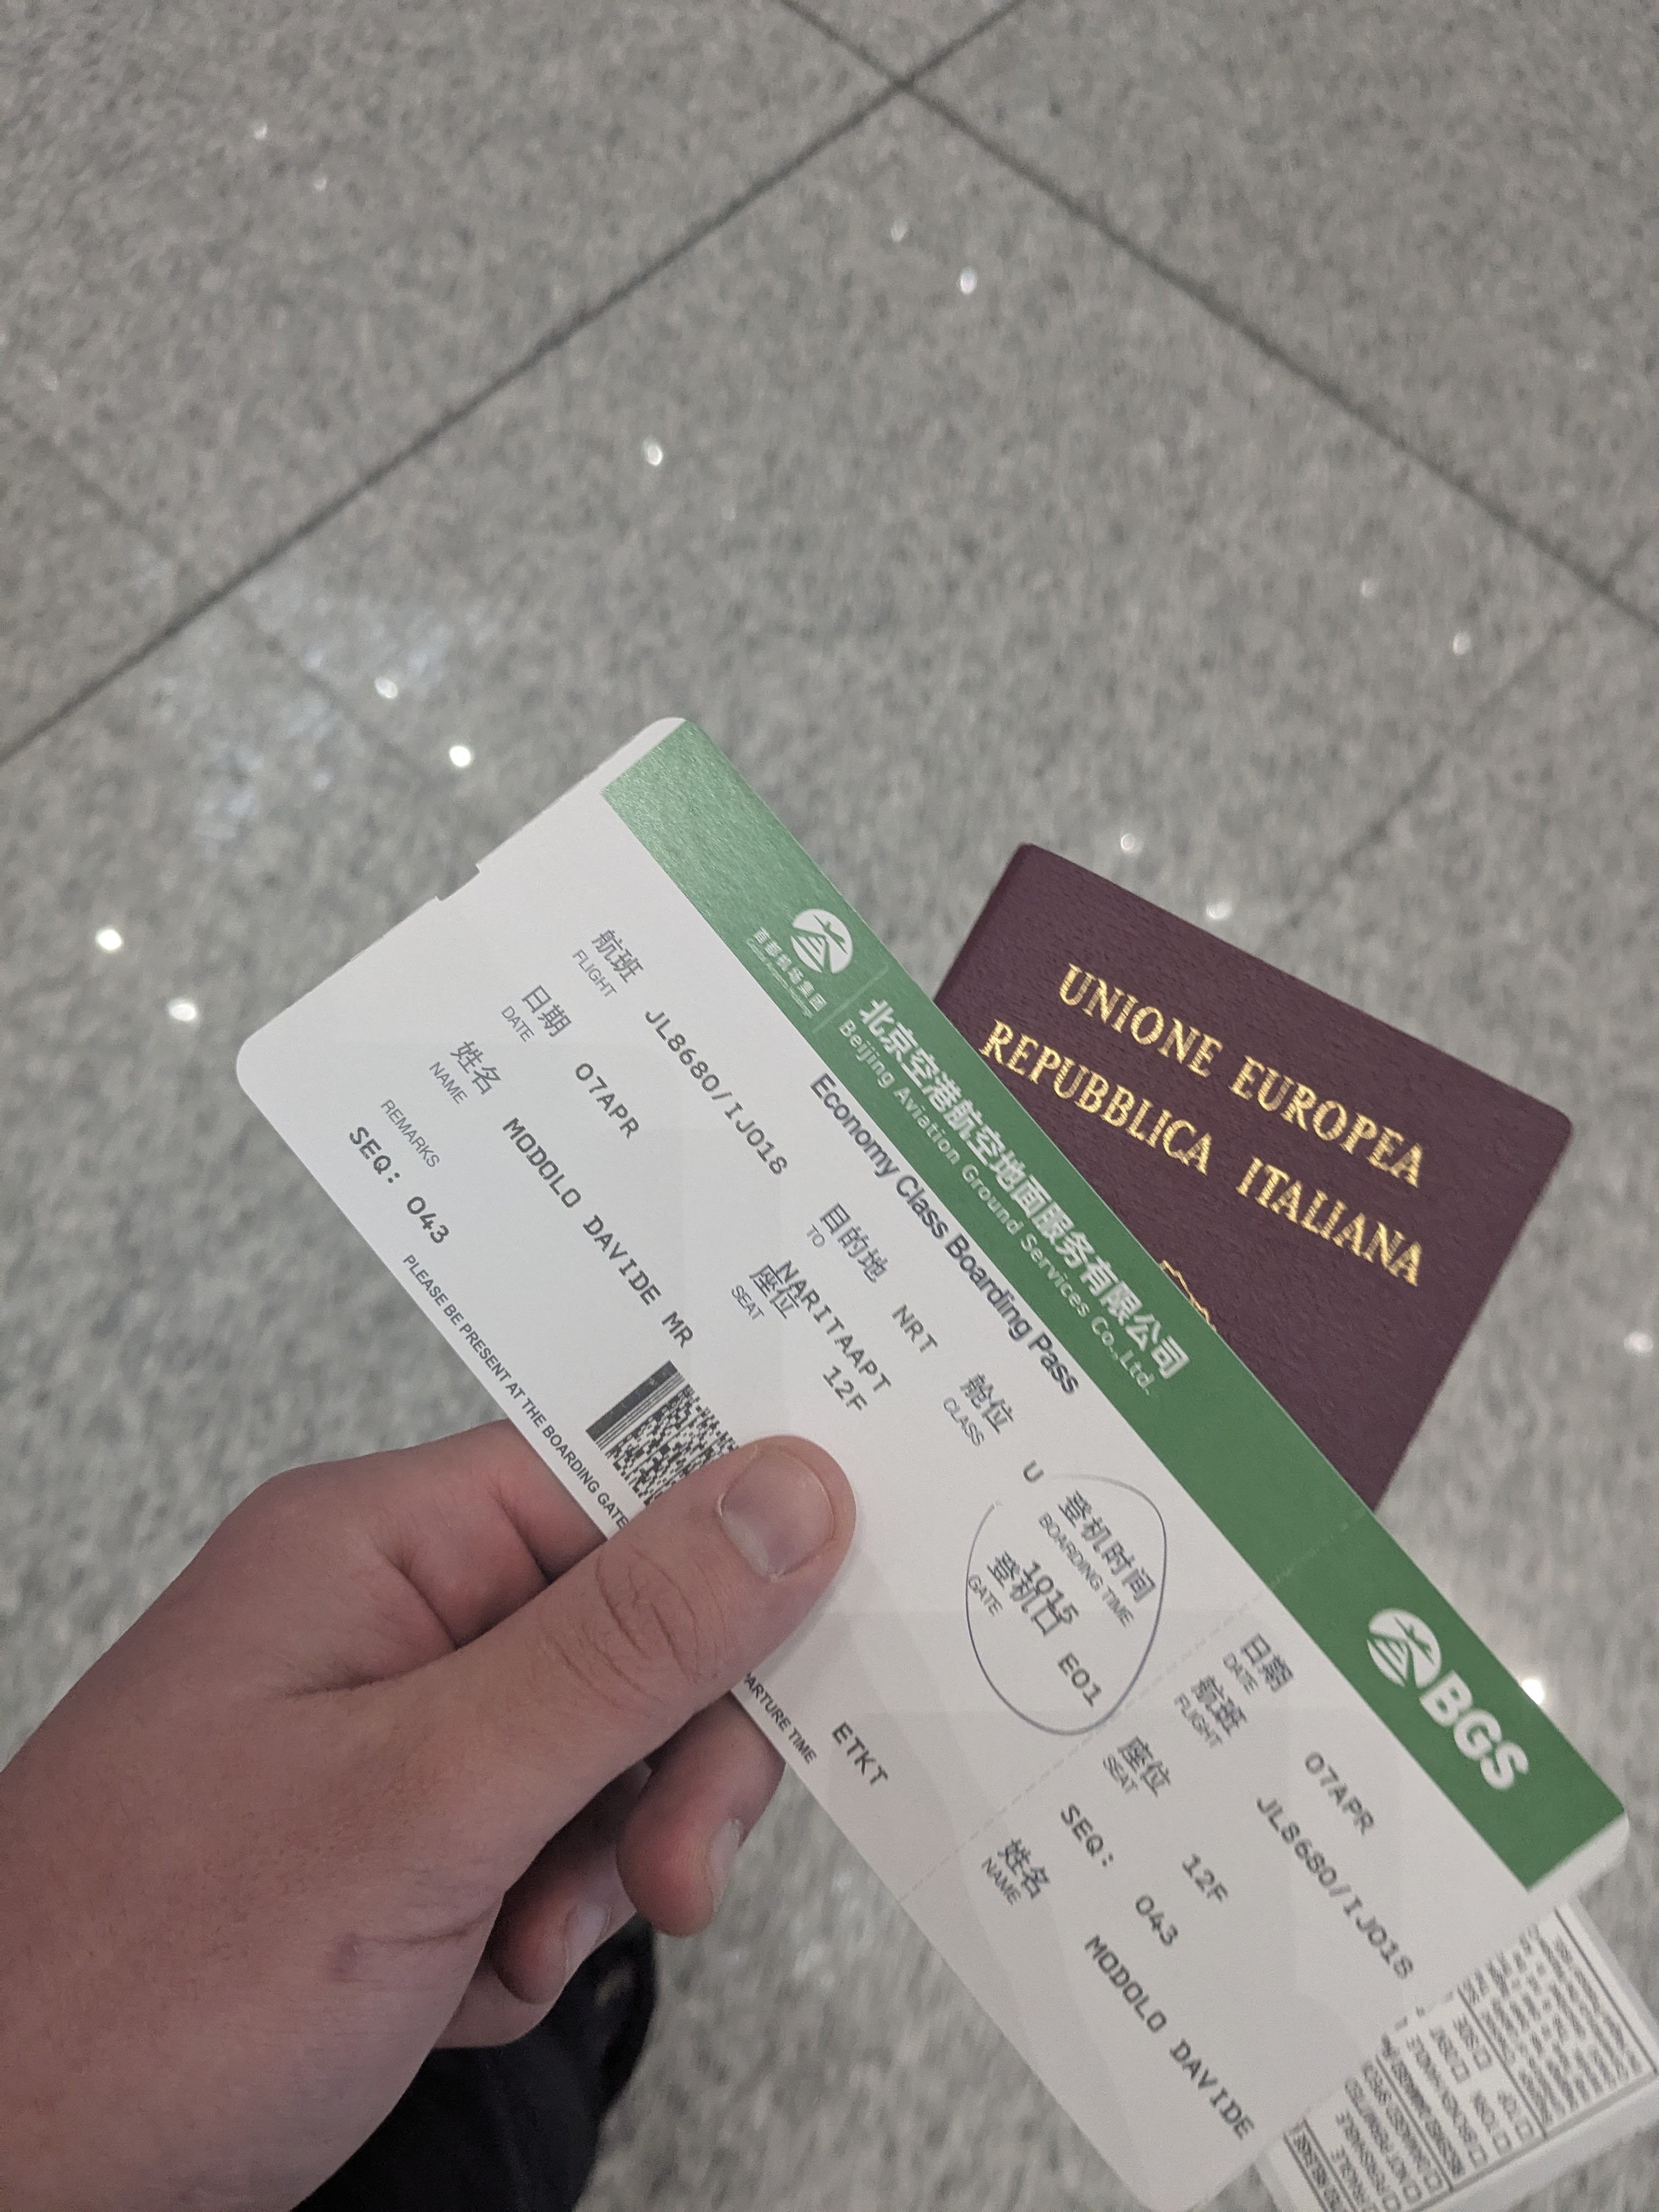 首都机场集团
北京空港航空地面服务有限公司
Beijing Aviation Ground Services Co.,Ltd.
BGS
Economy Class Boarding Pass
航班 JL8680/IJ018
FLIGHT
目的地 NRT
TO
NARITAAPT
舱位 U
CLASS
登机时间
BOARDING TIME
1015
日期 07APR
DATE
座位 12F
SEAT
登机口 E01
GATE
姓名 MODOLO DAVIDE MR
NAME
REMARKS
SEQ: 043
ETKT
PLEASE BE PRESENT AT THE BOARDING GATE
ARTURE TIME
日期 07APR
DATE
航班 JL8680/IJ018
FLIGHT
座位 12F
SEAT
SEQ: 043
姓名
NAME
MODOLO DAVIDE
UNIONE EUROPEA
REPUBBLICA ITALIANA